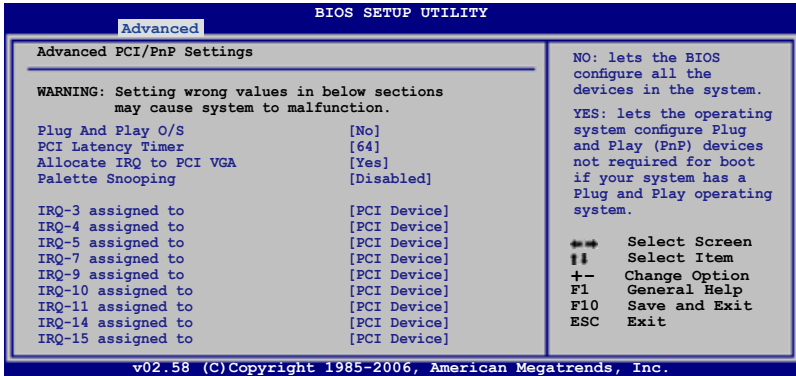 BIOS SETUP UTILITY
Advanced
Advanced PCI/PnP Settings
WARNING: Setting wrong values in below sections
may cause system to malfunction.
Plug And Play O/S [No]
PCI Latency Timer [64]
Allocate IRQ to PCI VGA [Yes]
Palette Snooping [Disabled]
IRQ-3 assigned to [PCI Device]
IRQ-4 assigned to [PCI Device]
IRQ-5 assigned to [PCI Device]
IRQ-7 assigned to [PCI Device]
IRQ-9 assigned to [PCI Device]
IRQ-10 assigned to [PCI Device]
IRQ-11 assigned to [PCI Device]
IRQ-14 assigned to [PCI Device]
IRQ-15 assigned to [PCI Device]
NO: lets the BIOS
configure all the
devices in the system.
YES: lets the operating
system configure Plug
and Play (PnP) devices
not required for boot
if your system has a
Plug and Play operating
system.
←→ Select Screen
↑↓ Select Item
+- Change Option
F1 General Help
F10 Save and Exit
ESC Exit
v02.58 (C)Copyright 1985-2006, American Megatrends, Inc.